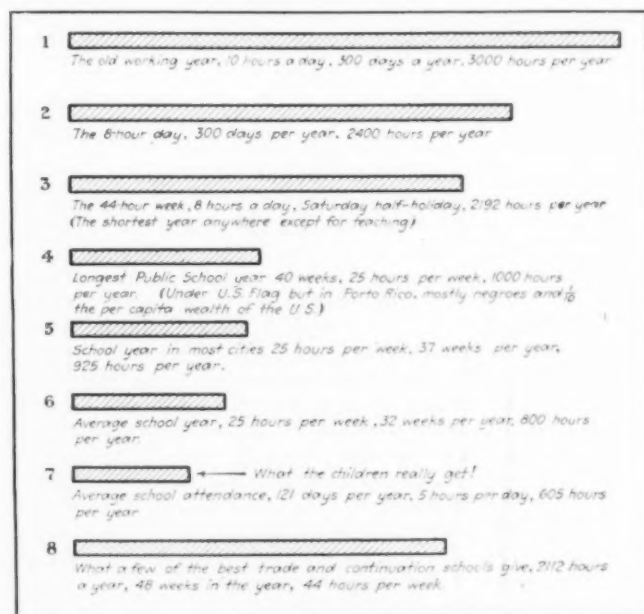 1
The old working year, 10 hours a day, 300 days a year, 3000 hours per year
2
The 8-hour day, 300 days per year, 2400 hours per year
3
The 44-hour week, 8 hours a day, Saturday half-holiday, 2192 hours per year
(The shortest year anywhere except for teaching)
4
Longest Public School year 40 weeks, 25 hours per week, 1000 hours
per year. (Under U.S. Flag but in Porto Rico, mostly negroes and 1/10
the per capita wealth of the U.S.)
5
School year in most cities 25 hours per week, 37 weeks per year,
925 hours per year.
6
Average school year, 25 hours per week, 32 weeks per year, 800 hours
per year.
7
What the children really get!
Average school attendance, 121 days per year, 5 hours per day, 605 hours
per year
8
What a few of the best trade and continuation schools give, 2112 hours
a year, 48 weeks in the year, 44 hours per week